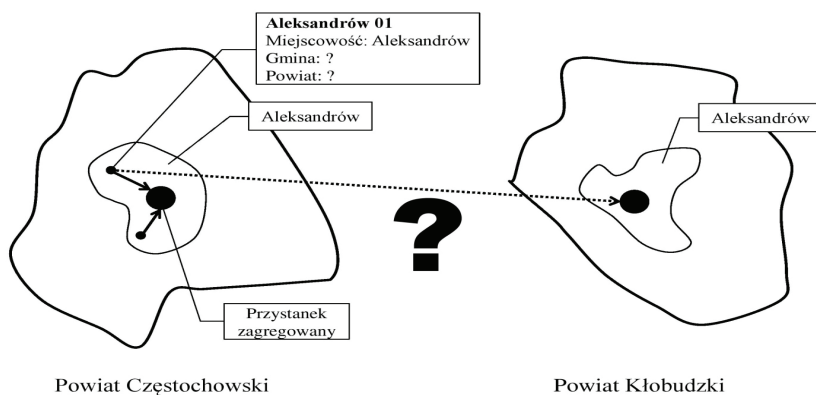 Aleksandrów 01
Miejscowość: Aleksandrów
Gmina: ?
Powiat: ?
Aleksandrów
Aleksandrów
?
Przystanek
zagregowany
Powiat Częstochowski
Powiat Kłobudzki